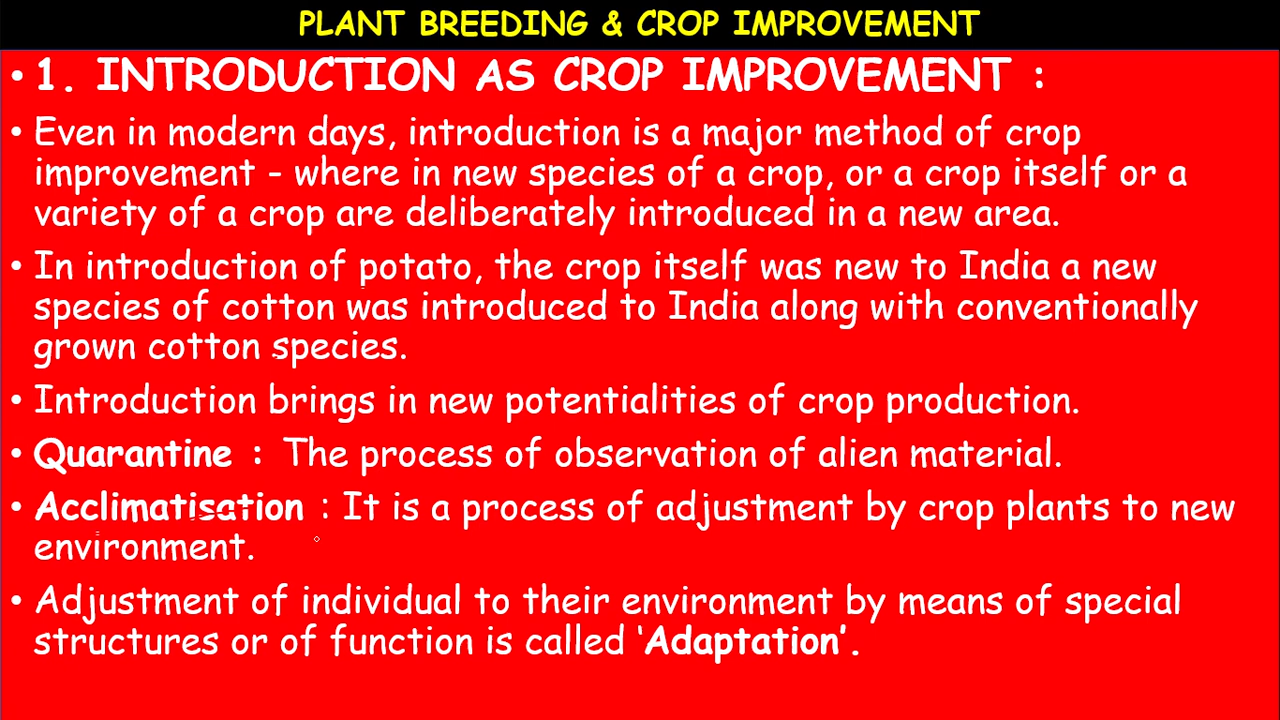 PLANT BREEDING & CROP IMPROVEMENT
• 1. INTRODUCTION AS CROP IMPROVEMENT :
• Even in modern days, introduction is a major method of crop
improvement - where in new species of a crop, or a crop itself or a
variety of a crop are deliberately introduced in a new area.
• In introduction of potato, the crop itself was new to India a new
species of cotton was introduced to India along with conventionally
grown cotton species.
• Introduction brings in new potentialities of crop production.
• Quarantine : The process of observation of alien material.
• Acclimatisation : It is a process of adjustment by crop plants to new
environment.
• Adjustment of individual to their environment by means of special
structures or of function is called ‘Adaptation’.